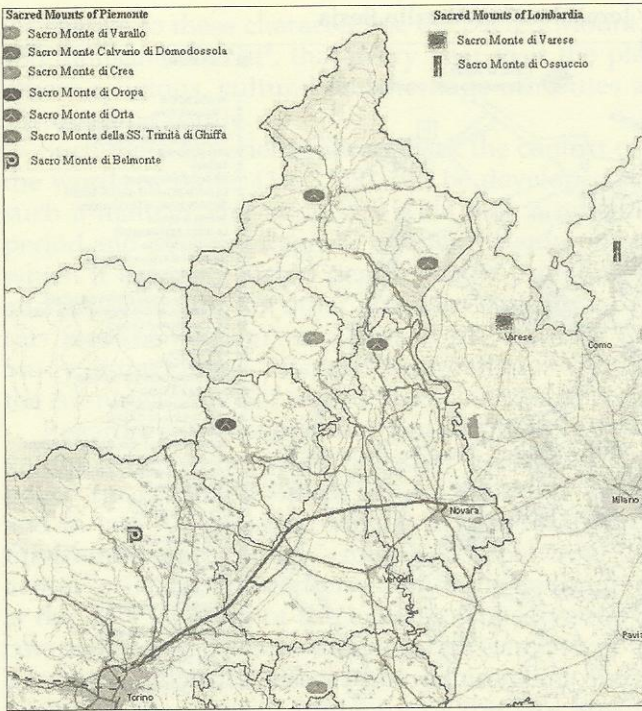 Sacred Mounts of Piemonte
Sacro Monte di Varallo
Sacro Monte Calvario di Domodossola
Sacro Monte di Crea
Sacro Monte di Oropa
Sacro Monte di Orta
Sacro Monte della SS. Trinità di Ghiffa
Sacro Monte di Belmonte
Sacred Mounts of Lombardia
Sacro Monte di Varese
Sacro Monte di Ossuccio
Varese
Como
Milano
Novara
Vercelli
Pavia
Torino